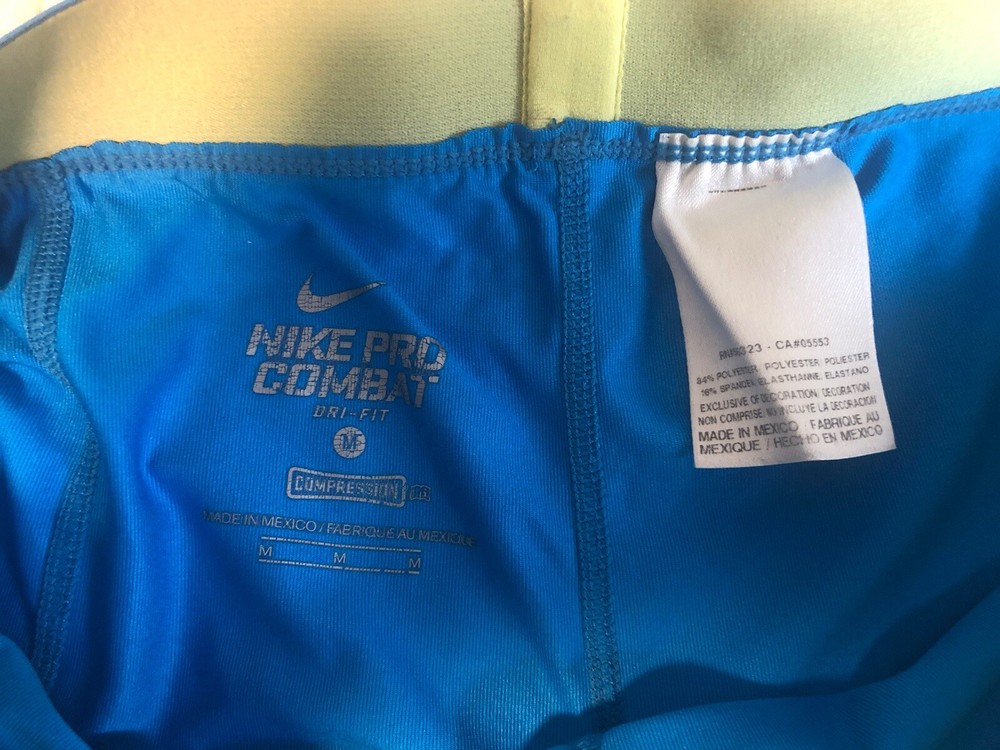 NIKE PRO
COMBAT
DRI-FIT
M
COMPRESSION
MADE IN MEXICO / FABRIQUE AU MEXIQUE
M M M
CA#05553
84% POLYESTER, POLYESTER/ POLIESTER
16% SPANDEX, ELASTHANNE, ELASTANO
EXCLUSIVE OF DECORATION / DECORATION
NON COMPRISE NO INCLUYE LA DECORACION
MADE IN MEXICO / FABRIQUE AU
MEXIQUE / HECHO EN MEXICO